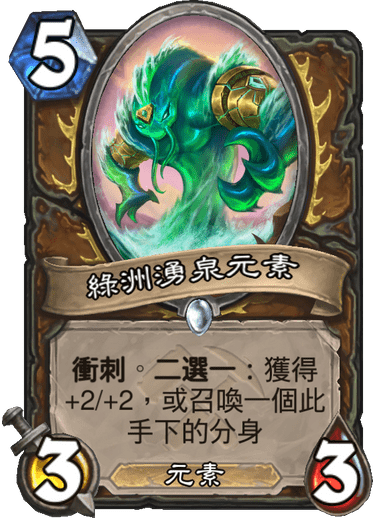 5
綠洲湧泉元素
衝刺。二選一：獲得
+2/+2，或召喚一個此
手下的分身
3
元素
3